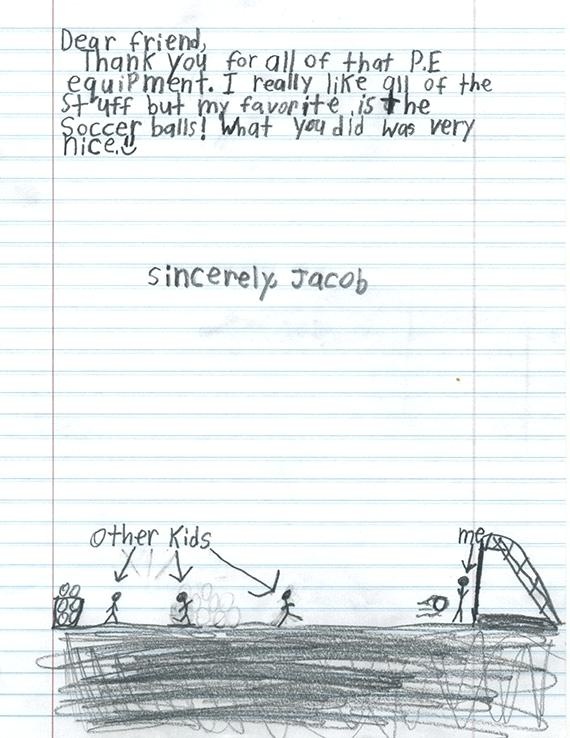 Dear friend,
Thank you for all of that P.E
equipment. I really like all of the
Stuff but my favorite is the
Soccer balls! What you did was very
nice.
sincerely, Jacob
Other Kids
me